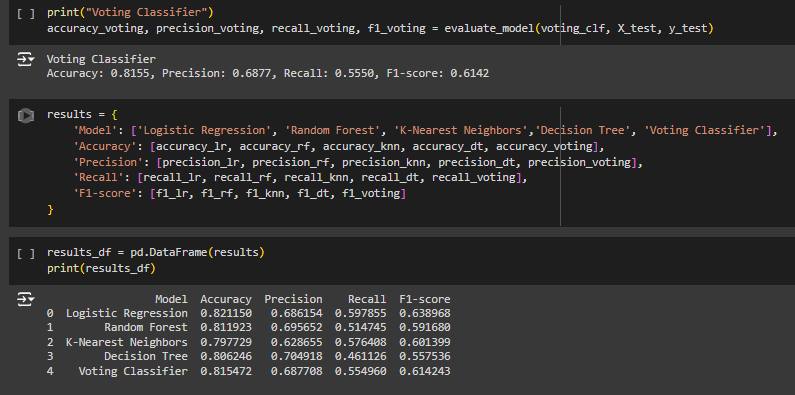 [ ] print("Voting Classifier")
accuracy_voting, precision_voting, recall_voting, f1_voting = evaluate_model(voting_clf, X_test, y_test)
Voting Classifier
Accuracy: 0.8155, Precision: 0.6877, Recall: 0.5550, F1-score: 0.6142
results = {
'Model': ['Logistic Regression', 'Random Forest', 'K-Nearest Neighbors','Decision Tree', 'Voting Classifier'],
'Accuracy': [accuracy_lr, accuracy_rf, accuracy_knn, accuracy_dt, accuracy_voting],
'Precision': [precision_lr, precision_rf, precision_knn, precision_dt, precision_voting],
'Recall': [recall_lr, recall_rf, recall_knn, recall_dt, recall_voting],
'F1-score': [f1_lr, f1_rf, f1_knn, f1_dt, f1_voting]
}
[ ] results_df = pd.DataFrame(results)
print(results_df)
Model Accuracy Precision Recall F1-score
0 Logistic Regression 0.821150 0.686154 0.597855 0.638968
1 Random Forest 0.811923 0.695652 0.514745 0.591680
2 K-Nearest Neighbors 0.797729 0.628655 0.576408 0.601399
3 Decision Tree 0.806246 0.704918 0.461126 0.557536
4 Voting Classifier 0.815472 0.687708 0.554960 0.614243